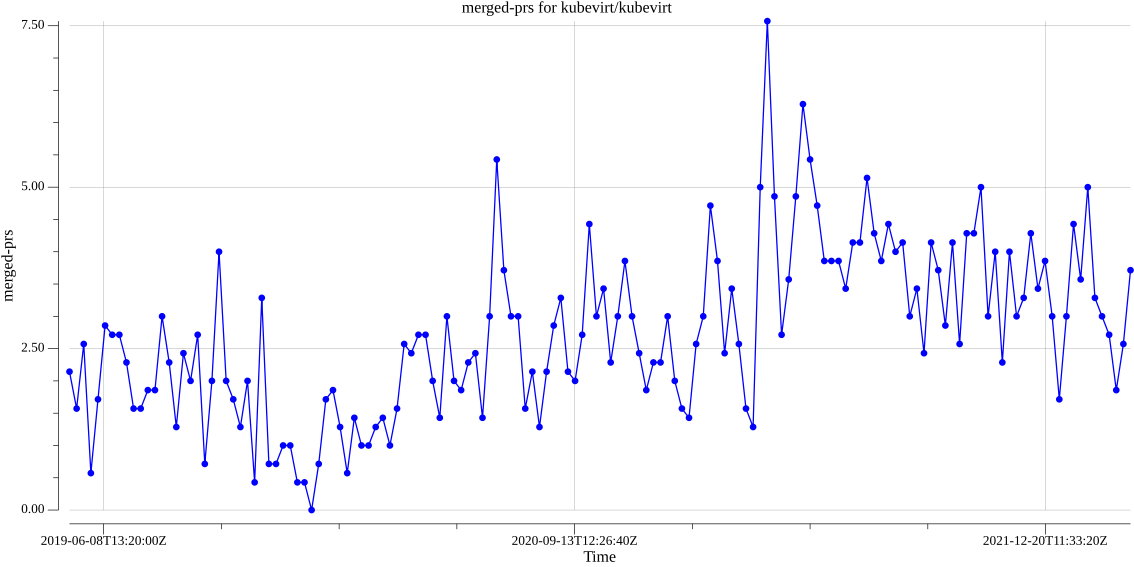 merged-prs for kubevirt/kubevirt
7.50
5.00
merged-prs
2.50
0.00
2019-06-08T13:20:00Z
2020-09-13T12:26:40Z
2021-12-20T11:33:20Z
Time